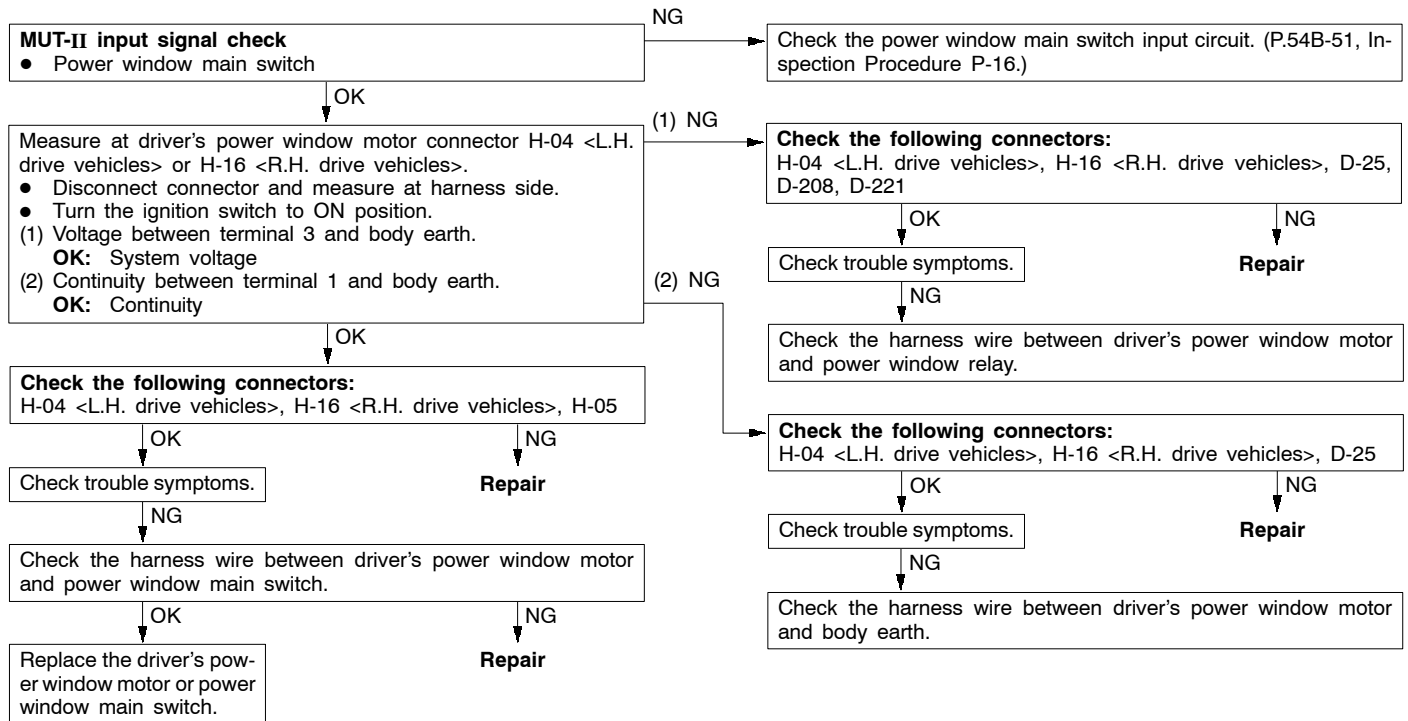 MUT-II input signal check
● Power window main switch
NG
Check the power window main switch input circuit. (P.54B-51, In-
spection Procedure P-16.)
OK
Measure at driver's power window motor connector H-04 <L.H.
drive vehicles> or H-16 <R.H. drive vehicles>.
● Disconnect connector and measure at harness side.
● Turn the ignition switch to ON position.
(1) Voltage between terminal 3 and body earth.
OK: System voltage
(2) Continuity between terminal 1 and body earth.
OK: Continuity
(1) NG
Check the following connectors:
H-04 <L.H. drive vehicles>, H-16 <R.H. drive vehicles>, D-25,
D-208, D-221
OK
NG
Check trouble symptoms.
Repair
NG
Check the harness wire between driver's power window motor
and power window relay.
(2) NG
Check the following connectors:
H-04 <L.H. drive vehicles>, H-16 <R.H. drive vehicles>, D-25
OK
NG
Check trouble symptoms.
Repair
NG
Check the harness wire between driver's power window motor
and body earth.
OK
Check the following connectors:
H-04 <L.H. drive vehicles>, H-16 <R.H. drive vehicles>, H-05
OK
NG
Check trouble symptoms.
Repair
NG
Check the harness wire between driver's power window motor
and power window main switch.
OK
NG
Replace the driver's pow-
er window motor or power
window main switch.
Repair